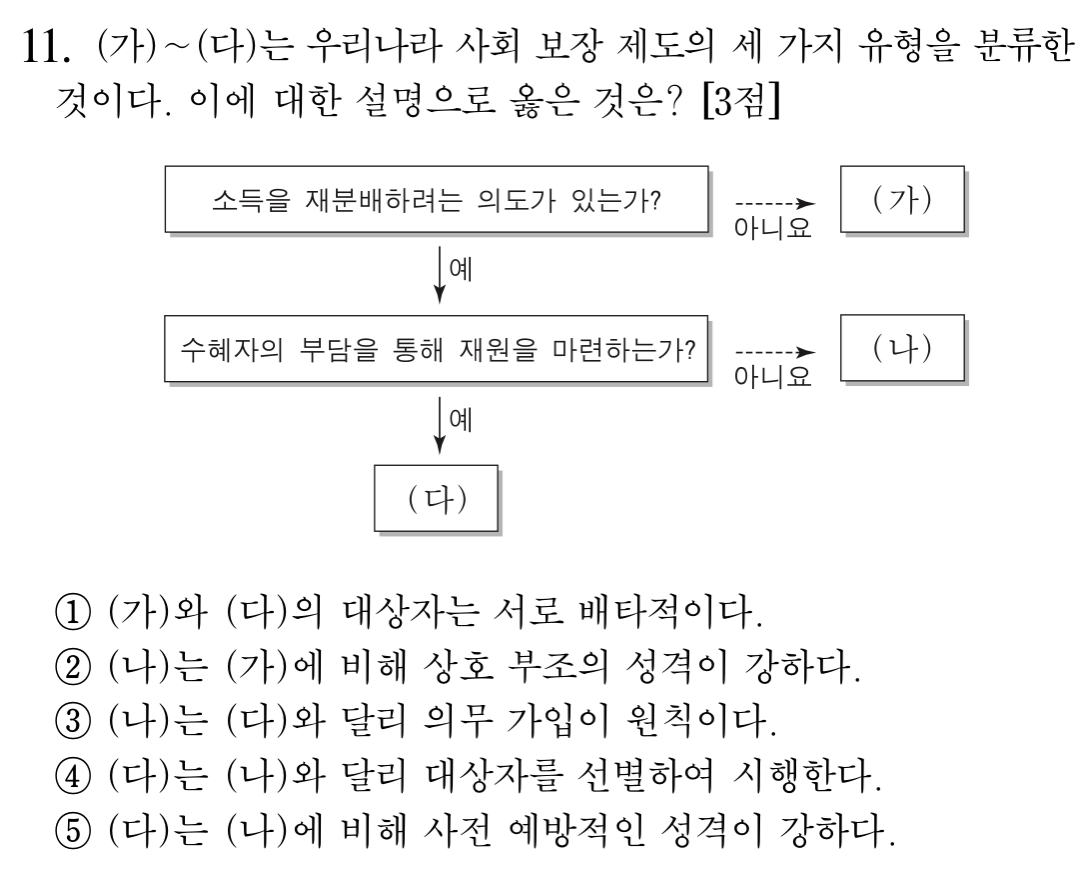 11. (가)~(다)는 우리나라 사회 보장 제도의 세 가지 유형을 분류한
것이다. 이에 대한 설명으로 옳은 것은? [3점]
소득을 재분배하려는 의도가 있는가?
아니요
(가)
예
수혜자의 부담을 통해 재원을 마련하는가?
아니요
(나)
예
(다)
① (가)와 (다)의 대상자는 서로 배타적이다.
② (나)는 (가)에 비해 상호 부조의 성격이 강하다.
③ (나)는 (다)와 달리 의무 가입이 원칙이다.
④ (다)는 (나)와 달리 대상자를 선별하여 시행한다.
⑤ (다)는 (나)에 비해 사전 예방적인 성격이 강하다.